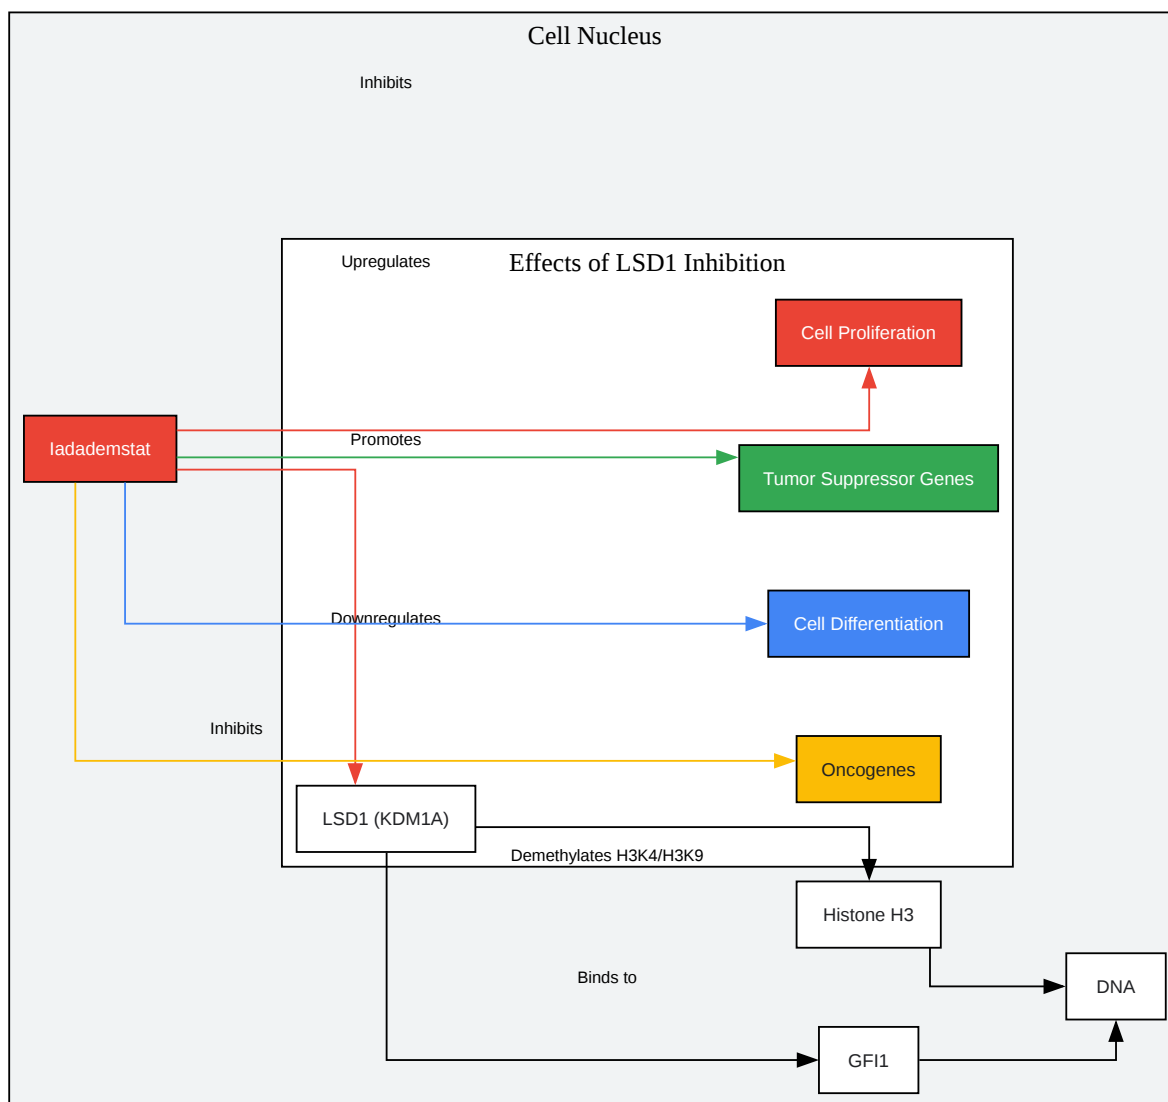 Cell Nucleus
Inhibits
Upregulates
Effects of LSD1 Inhibition
Cell Proliferation
Iadademstat
Promotes
Tumor Suppressor Genes
Downregulates
Cell Differentiation
Inhibits
Oncogenes
LSD1 (KDM1A)
Demethylates H3K4/H3K9
Histone H3
Binds to
DNA
GFI1